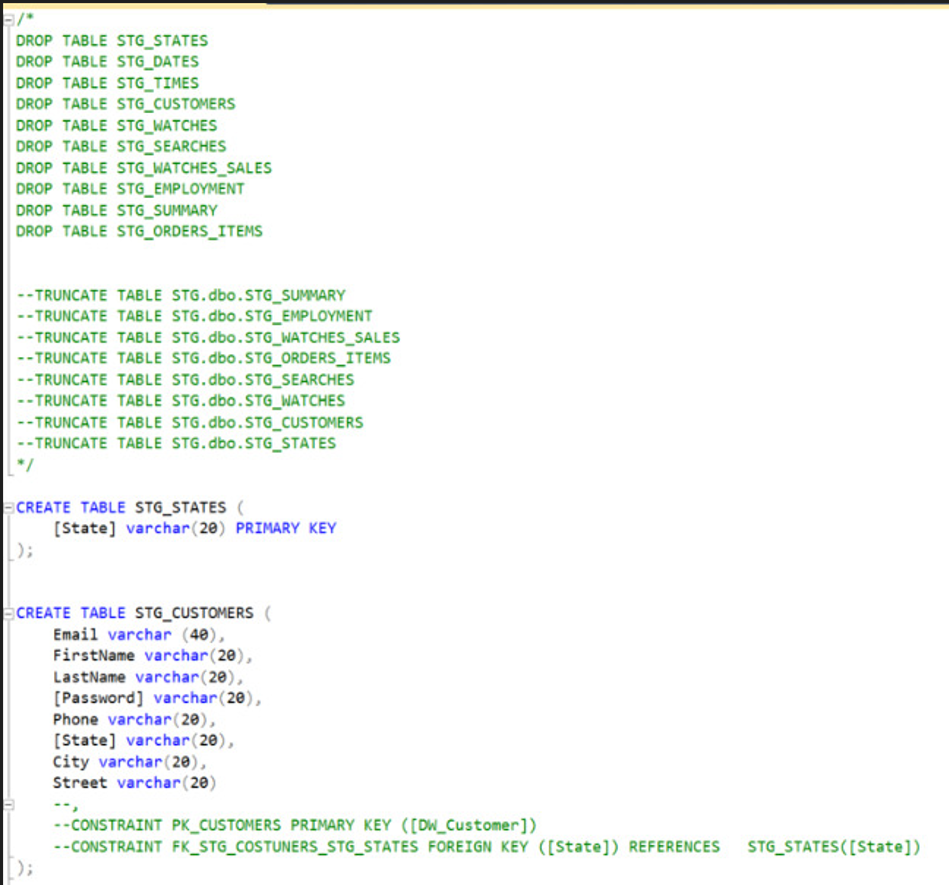 /*
DROP TABLE STG_STATES
DROP TABLE STG_DATES
DROP TABLE STG_TIMES
DROP TABLE STG_CUSTOMERS
DROP TABLE STG_WATCHES
DROP TABLE STG_SEARCHES
DROP TABLE STG_WATCHES_SALES
DROP TABLE STG_EMPLOYMENT
DROP TABLE STG_SUMMARY
DROP TABLE STG_ORDERS_ITEMS
--TRUNCATE TABLE STG.dbo.STG_SUMMARY
--TRUNCATE TABLE STG.dbo.STG_EMPLOYMENT
--TRUNCATE TABLE STG.dbo.STG_WATCHES_SALES
--TRUNCATE TABLE STG.dbo.STG_ORDERS_ITEMS
--TRUNCATE TABLE STG.dbo.STG_SEARCHES
--TRUNCATE TABLE STG.dbo.STG_WATCHES
--TRUNCATE TABLE STG.dbo.STG_CUSTOMERS
--TRUNCATE TABLE STG.dbo.STG_STATES
*/
CREATE TABLE STG_STATES (
[State] varchar(20) PRIMARY KEY
);
CREATE TABLE STG_CUSTOMERS (
Email varchar (40),
FirstName varchar(20),
LastName varchar(20),
[Password] varchar(20),
Phone varchar(20),
[State] varchar(20),
City varchar(20),
Street varchar(20)
--,
--CONSTRAINT PK_CUSTOMERS PRIMARY KEY ([DW_Customer])
--CONSTRAINT FK_STG_COSTUNERS_STG_STATES FOREIGN KEY ([State]) REFERENCES STG_STATES([State])
);